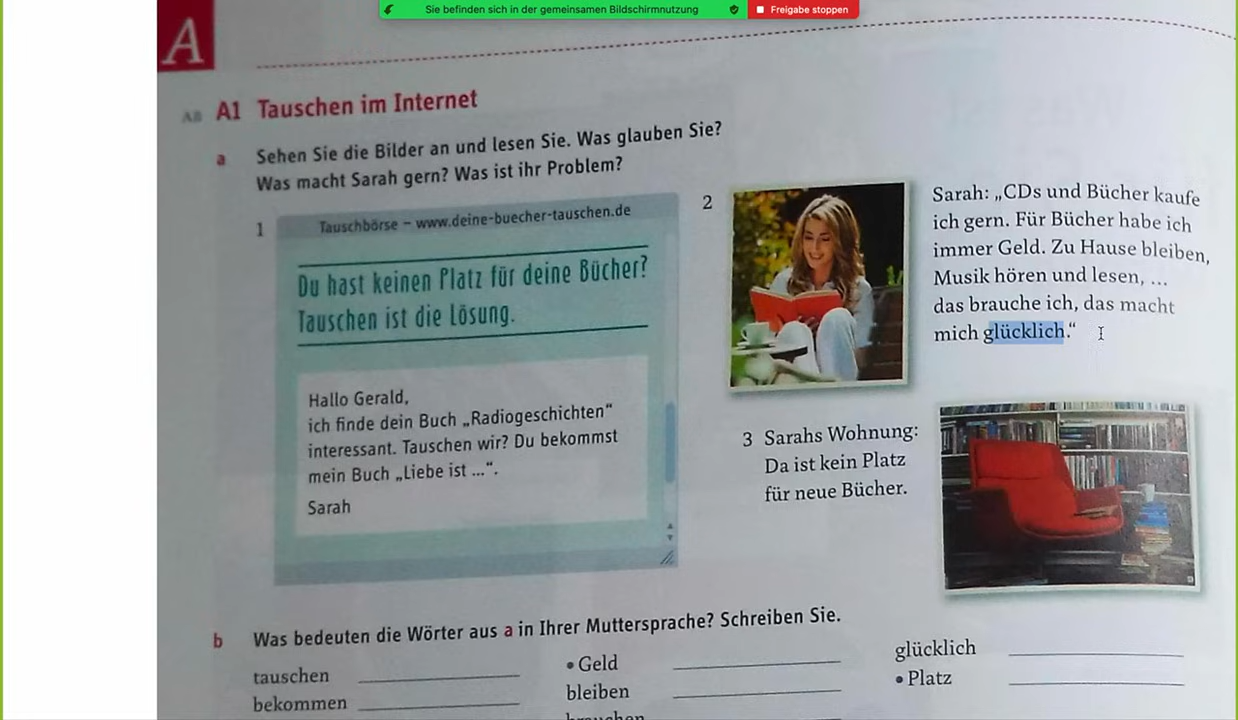 Sie befinden sich in der gemeinsamen Bildschirmnutzung
Freigabe stoppen
A
AB A1 Tauschen im Internet
a Sehen Sie die Bilder an und lesen Sie. Was glauben Sie?
Was macht Sarah gern? Was ist ihr Problem?
1
Tauschbörse – www.deine-buecher-tauschen.de
Du hast keinen Platz für deine Bücher?
Tauschen ist die Lösung.
Hallo Gerald,
ich finde dein Buch „Radiogeschichten“
interessant. Tauschen wir? Du bekommst
mein Buch „Liebe ist ...“.
Sarah
2
Sarah: „CDs und Bücher kaufe
ich gern. Für Bücher habe ich
immer Geld. Zu Hause bleiben,
Musik hören und lesen, ...
das brauche ich, das macht
mich glücklich.“
3 Sarahs Wohnung:
Da ist kein Platz
für neue Bücher.
b Was bedeuten die Wörter aus a in Ihrer Muttersprache? Schreiben Sie.
tauschen
bekommen
• Geld
bleiben
brauchen
glücklich
• Platz